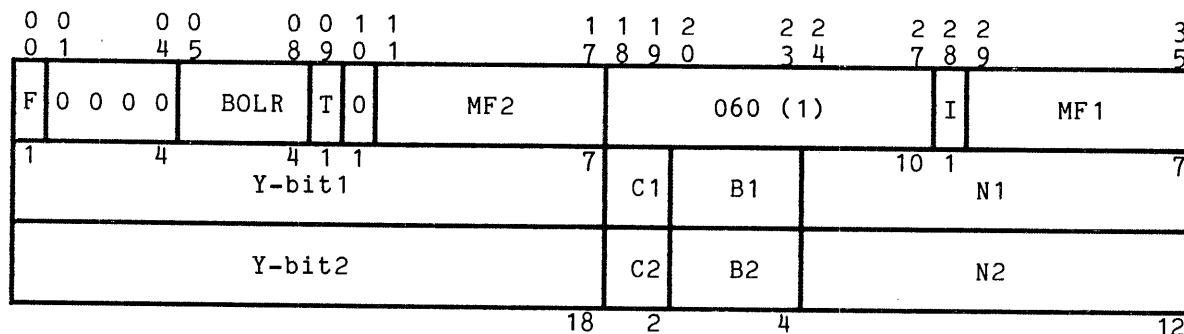 0 0 0 0 0 1 1 1 1 1 2 2 2 2 2 2 3
0 1 4 5 8 9 0 1 7 8 9 0 3 4 7 8 9 5
F 0 0 0 0 BOLR T 0 MF2 060 (1) I MF1
1 4 4 1 1 7 10 1 7
Y-bit1 C1 B1 N1
Y-bit2 C2 B2 N2
18 2 4 12